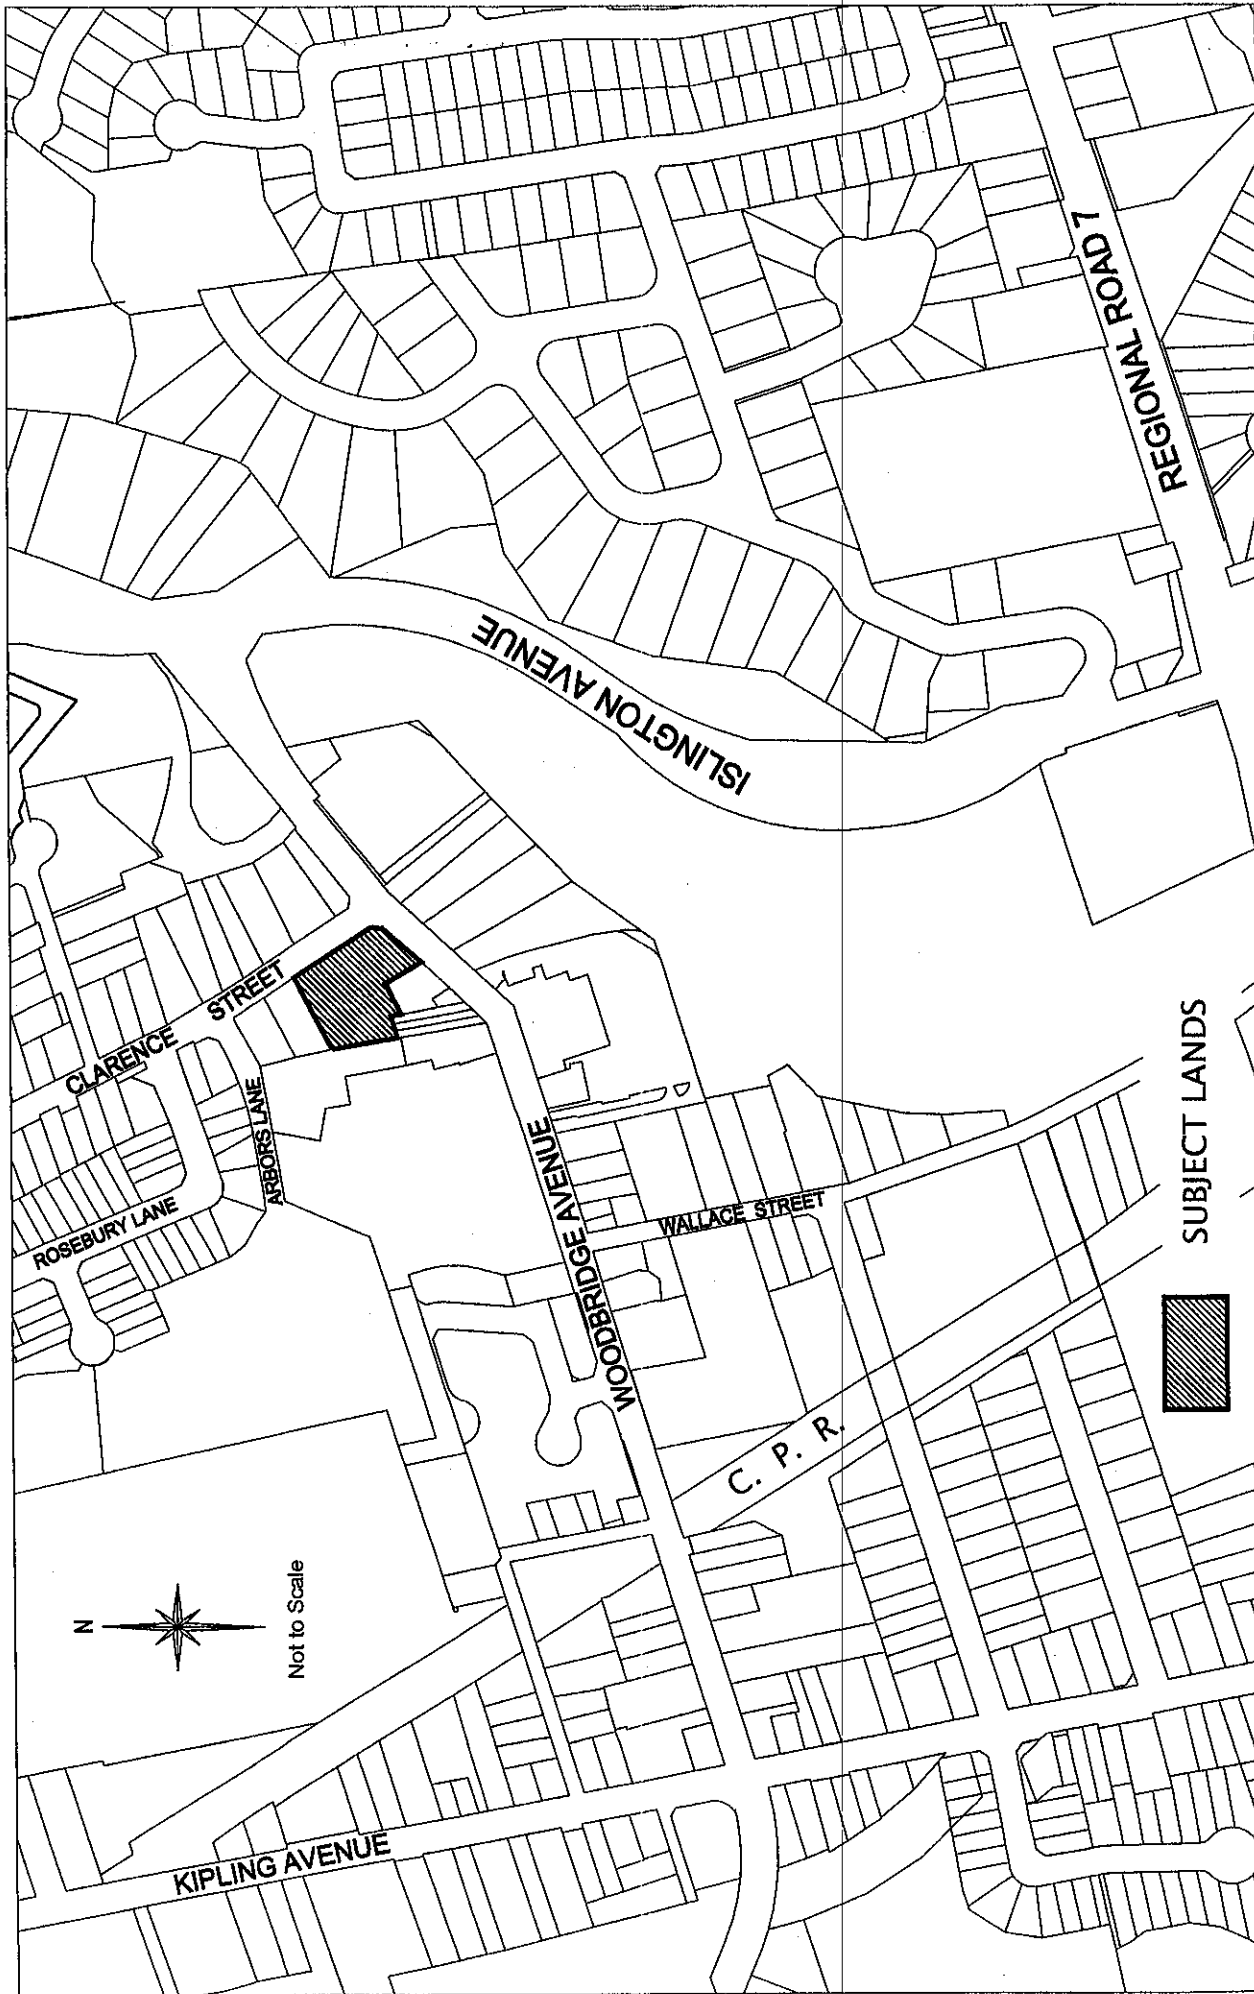 N
Not to Scale
KIPLING AVENUE
ROSEBURY LANE
ARBORS LANE
CLARENCE STREET
WOODBRIDGE AVENUE
WALLACE STREET
C. P. R.
ISLINGTON AVENUE
REGIONAL ROAD 7
SUBJECT LANDS